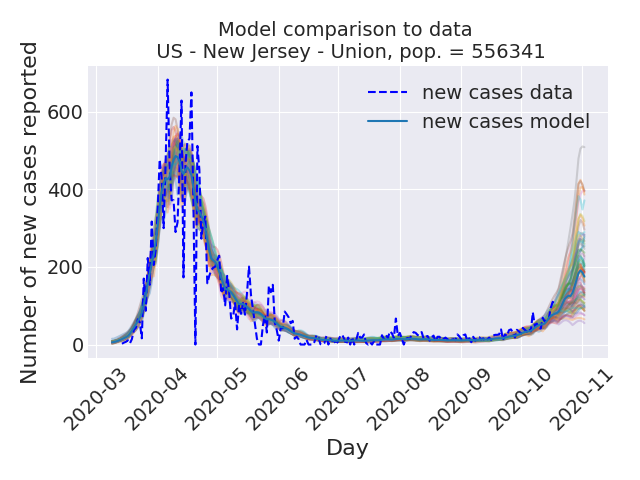 Model comparison to data
US - New Jersey - Union, pop. = 556341
new cases data
new cases model
Number of new cases reported
600
400
200
0
2020-03
2020-04
2020-05
2020-06
2020-07
2020-08
2020-09
2020-10
2020-11
Day